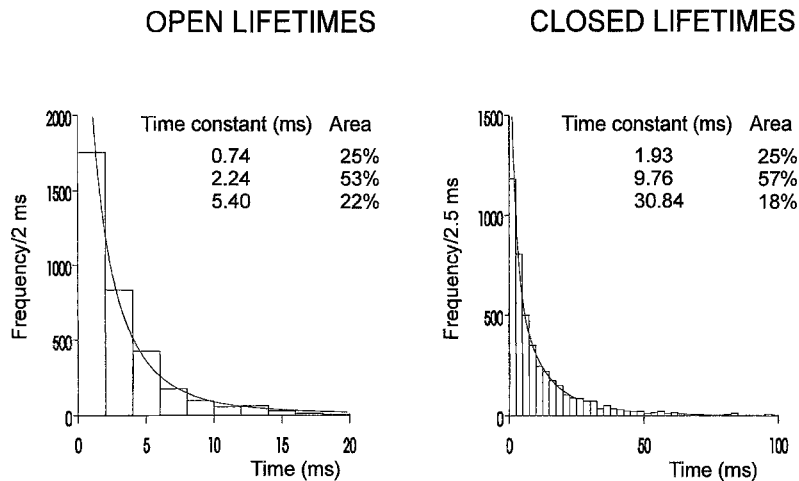 OPEN LIFETIMES
Frequency/2 ms
2000
1500
1000
500
0
Time constant (ms) Area
0.74 25%
2.24 53%
5.40 22%
0 5 10 15 20
Time (ms)
CLOSED LIFETIMES
Frequency/2.5 ms
1500
1000
500
0
Time constant (ms) Area
1.93 25%
9.76 57%
30.84 18%
0 50 100
Time (ms)